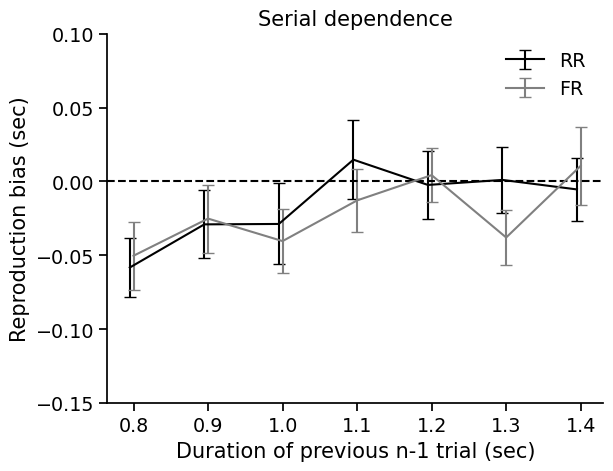 Serial dependence
0.10
0.05
0.00
−0.05
−0.10
−0.15
Reproduction bias (sec)
RR
FR
0.8 0.9 1.0 1.1 1.2 1.3 1.4
Duration of previous n-1 trial (sec)